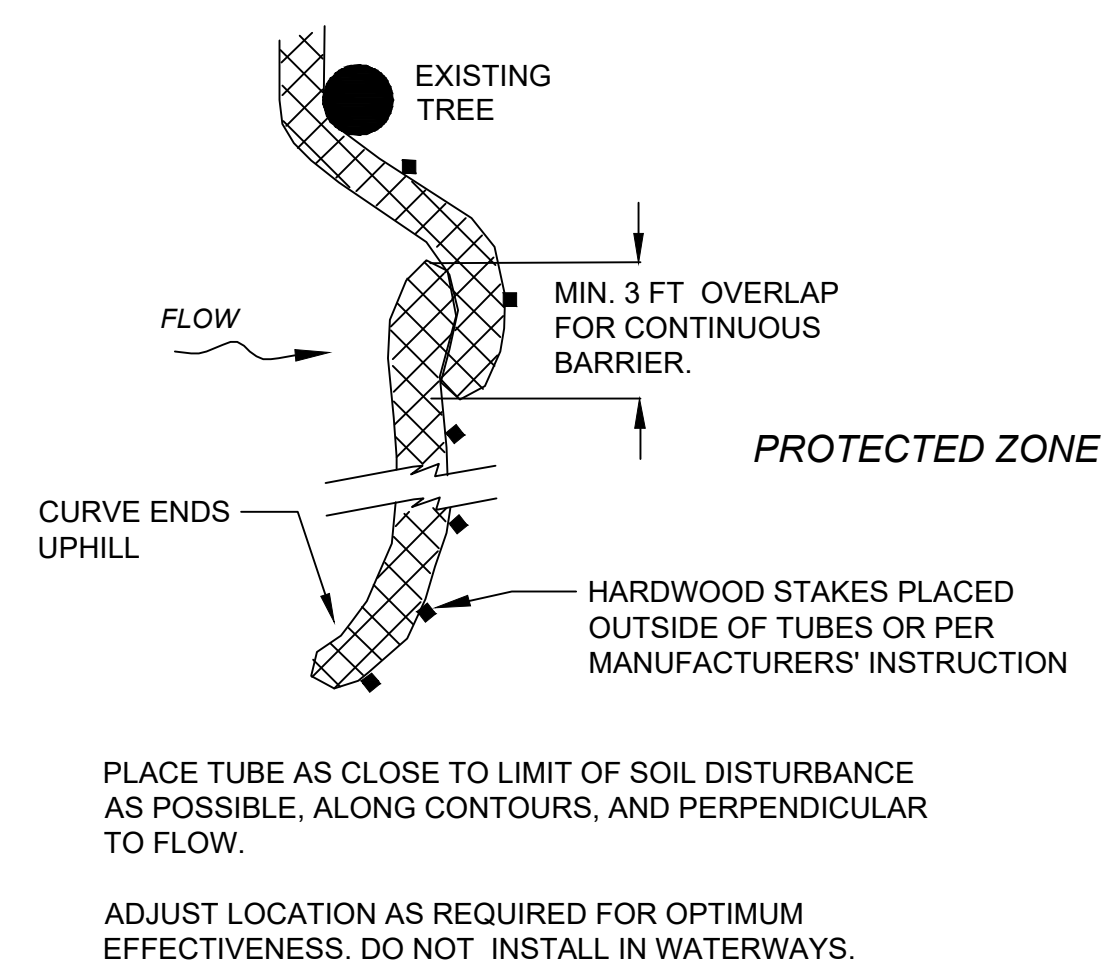 EXISTING
TREE
FLOW
MIN. 3 FT OVERLAP
FOR CONTINUOUS
BARRIER.
PROTECTED ZONE
CURVE ENDS
UPHILL
HARDWOOD STAKES PLACED
OUTSIDE OF TUBES OR PER
MANUFACTURERS' INSTRUCTION
PLACE TUBE AS CLOSE TO LIMIT OF SOIL DISTURBANCE
AS POSSIBLE, ALONG CONTOURS, AND PERPENDICULAR
TO FLOW.
ADJUST LOCATION AS REQUIRED FOR OPTIMUM
EFFECTIVENESS. DO NOT INSTALL IN WATERWAYS.